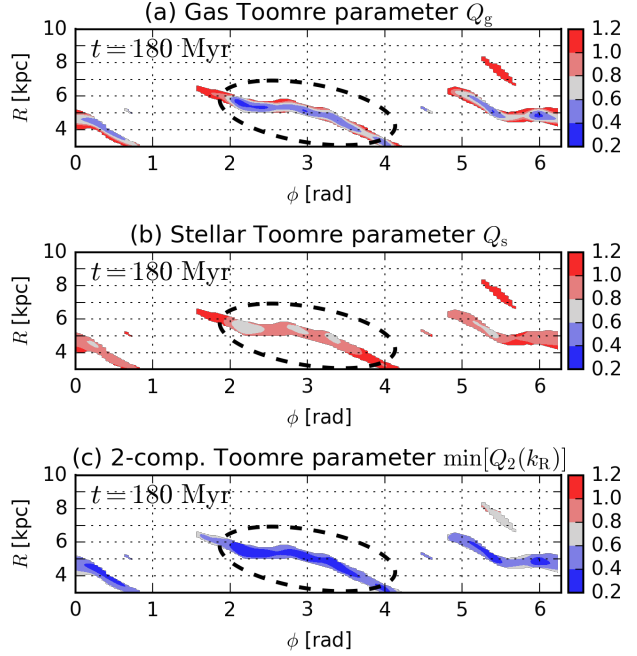 (a) Gas Toomre parameter Q_g
t = 180 Myr
10
8
6
4
R [kpc]
0 1 2 3 4 5 6
ϕ [rad]
1.2
1.0
0.8
0.6
0.4
0.2
(b) Stellar Toomre parameter Q_s
t = 180 Myr
10
8
6
4
R [kpc]
0 1 2 3 4 5 6
ϕ [rad]
1.2
1.0
0.8
0.6
0.4
0.2
(c) 2-comp. Toomre parameter min[Q_2(k_R)]
t = 180 Myr
10
8
6
4
R [kpc]
0 1 2 3 4 5 6
ϕ [rad]
1.2
1.0
0.8
0.6
0.4
0.2